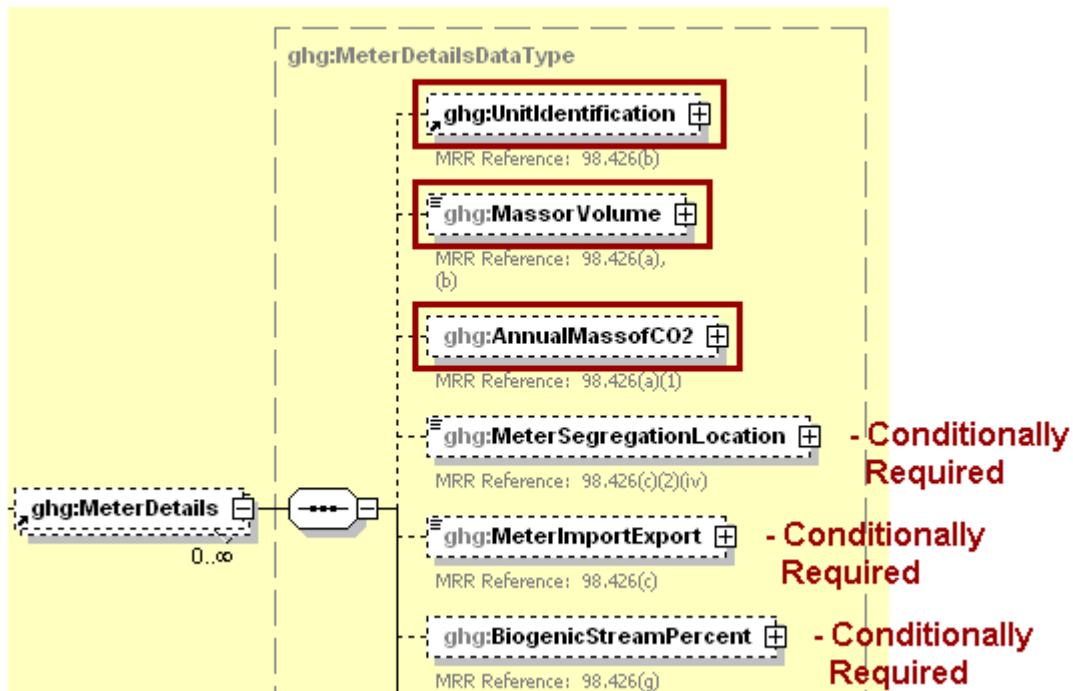 ghg:MeterDetailsDataType
ghg:UnitIdentification
MRR Reference: 98.426(b)
ghg:MassorVolume
MRR Reference: 98.426(a),
(b)
ghg:AnnualMassofCO2
MRR Reference: 98.426(a)(1)
ghg:MeterSegregationLocation
- Conditionally
Required
MRR Reference: 98.426(c)(2)(iv)
ghg:MeterDetails
0..∞
ghg:MeterImportExport
- Conditionally
Required
MRR Reference: 98.426(c)
ghg:BiogenicStreamPercent
- Conditionally
Required
MRR Reference: 98.426(g)